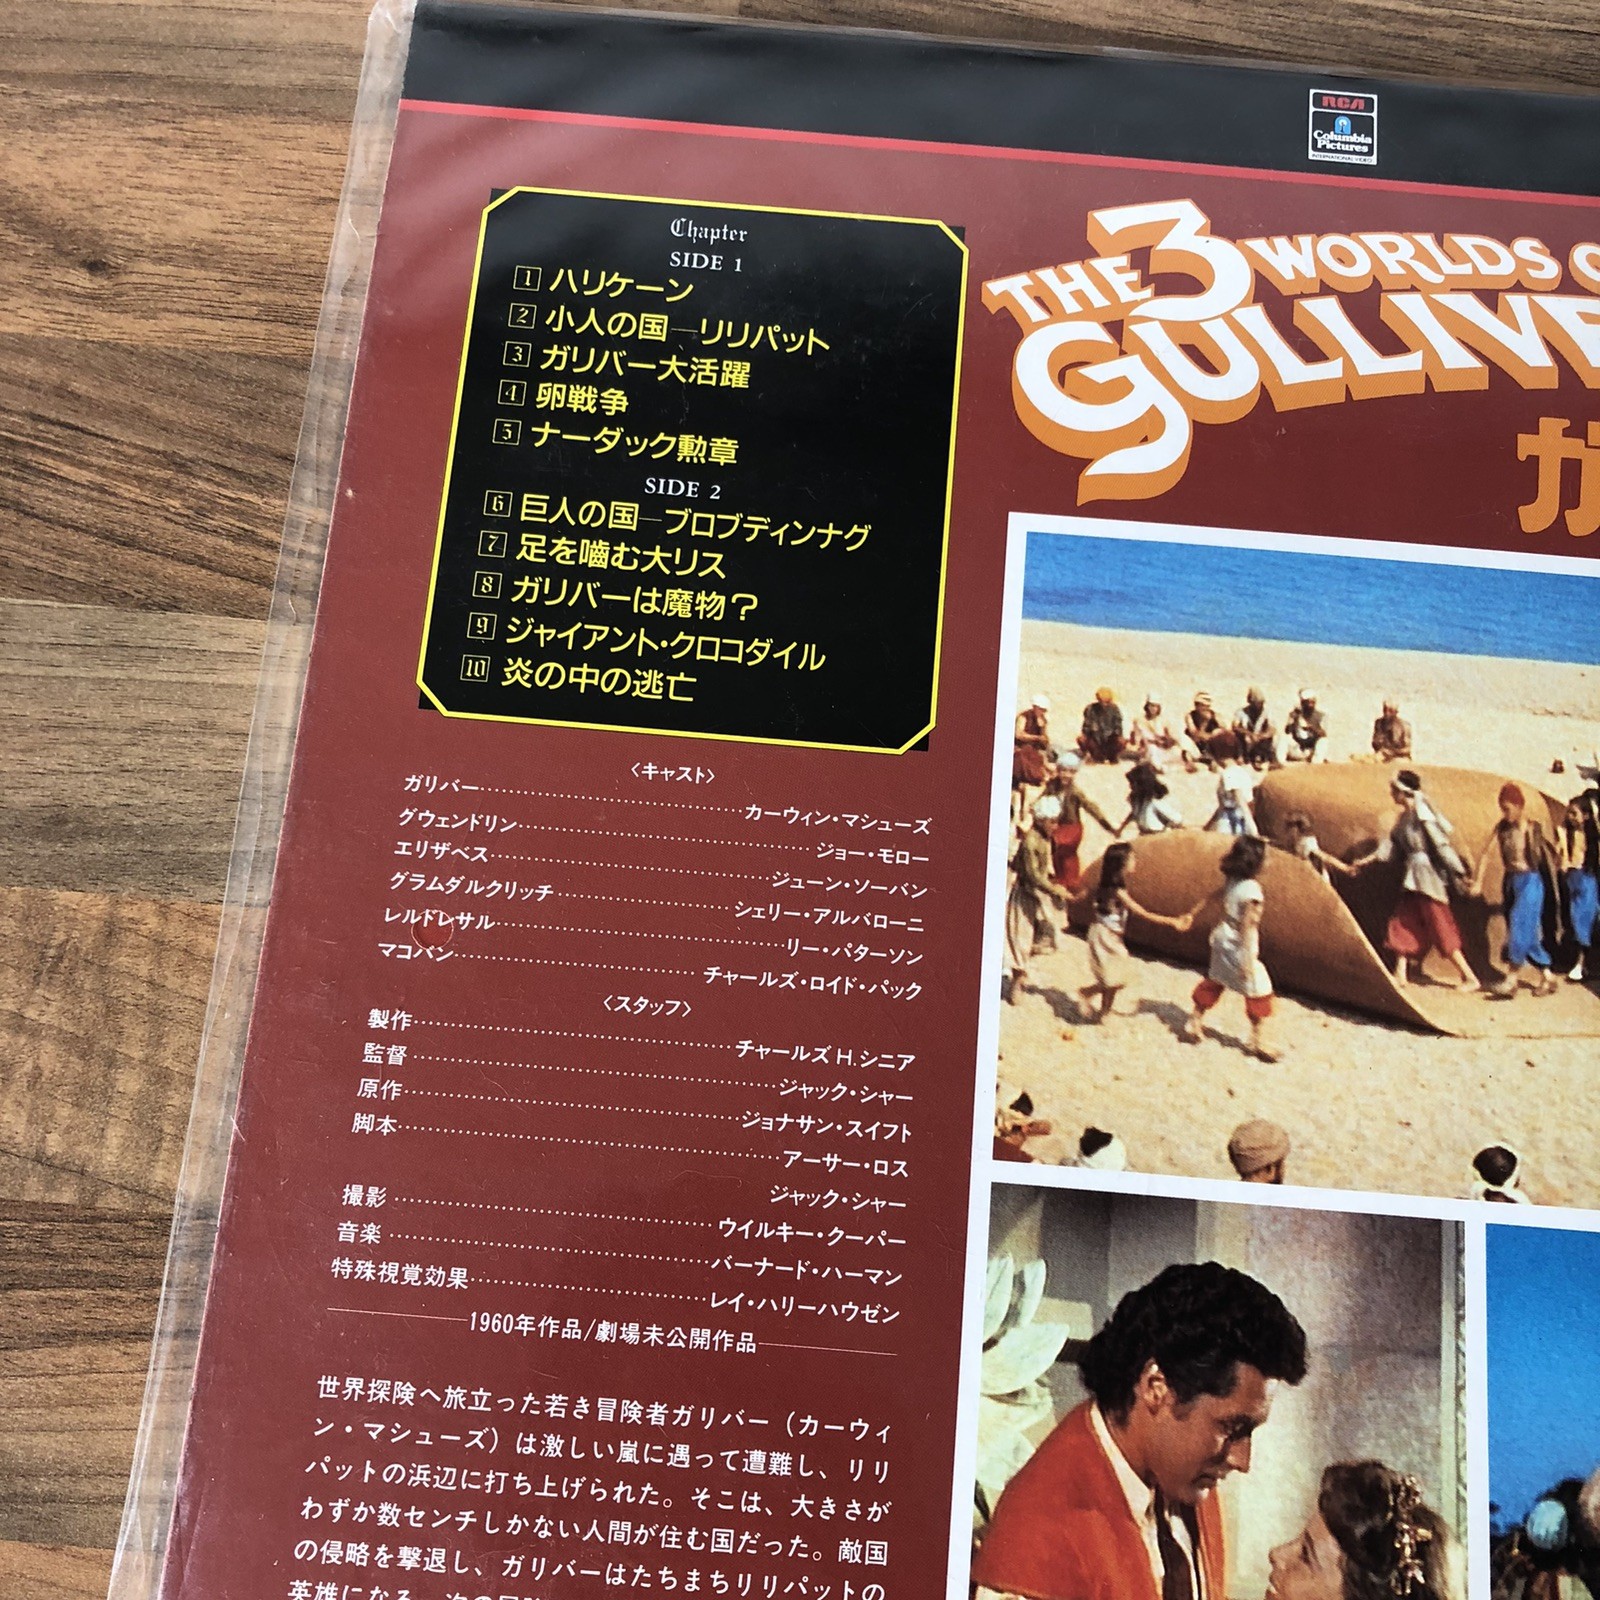 RCA
Columbia
Pictures
INTERNATIONAL VIDEO
THE 3 WORLDS
GULLIVE
ガ
Chapter
SIDE 1
1 ハリケーン
2 小人の国―リリパット
3 ガリバー大活躍
4 卵戦争
5 ナーダック勲章
SIDE 2
6 巨人の国―ブロブディンナグ
7 足を嚙む大リス
8 ガリバーは魔物?
9 ジャイアント・クロコダイル
10 炎の中の逃亡
〈キャスト〉
ガリバー……カーウィン・マシューズ
グウェンドリン……ジョー・モロー
エリザベス……ジューン・ソーバン
グラムダルクリッチ……シェリー・アルバローニ
レルドレサル……リー・パターソン
マコバン……チャールズ・ロイド・パック
〈スタッフ〉
製作……チャールズH.シニア
監督……ジャック・シャー
原作……ジョナサン・スイフト
脚本……アーサー・ロス
ジャック・シャー
撮影……ウイルキー・クーパー
音楽……バーナード・ハーマン
特殊視覚効果……レイ・ハリーハウゼン
1960年作品/劇場未公開作品
世界探険へ旅立った若き冒険者ガリバー（カーウィ
ン・マシューズ）は激しい嵐に遇って遭難し、リリ
パットの浜辺に打ち上げられた。そこは、大きさが
わずか数センチしかない人間が住む国だった。敵国
の侵略を撃退し、ガリバーはたちまちリリパットの
英雄になる。次の